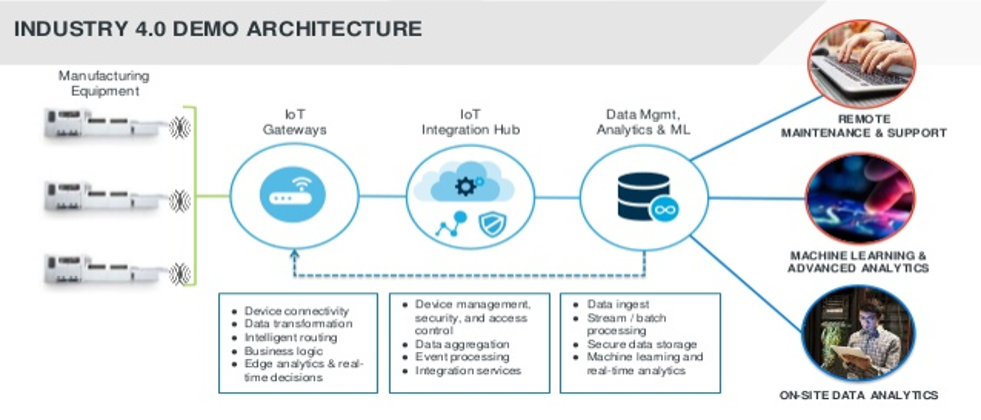 INDUSTRY 4.0 DEMO ARCHITECTURE
Manufacturing
Equipment
IoT
Gateways
IoT
Integration Hub
Data Mgmt,
Analytics & ML
REMOTE
MAINTENANCE & SUPPORT
MACHINE LEARNING &
ADVANCED ANALYTICS
ON-SITE DATA ANALYTICS
• Device connectivity
• Data transformation
• Intelligent routing
• Business logic
• Edge analytics & real-
time decisions
• Device management,
security, and access
control
• Data aggregation
• Event processing
• Integration services
• Data ingest
• Stream / batch
processing
• Secure data storage
• Machine learning and
real-time analytics